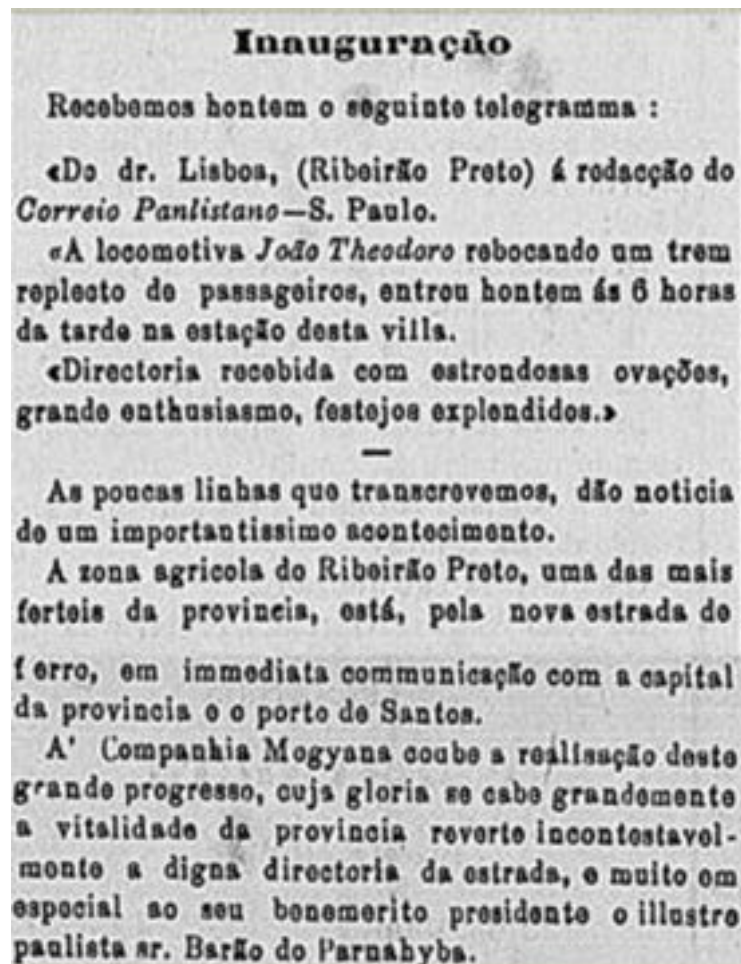 Inauguração
Recebemos hontem o seguinte telegramma :
«Do dr. Lisboa, (Ribeirão Preto) á redacção do
Correio Panlistano—S. Paulo.
«A locomotiva João Theodoro rebocando um trem
repleoto de passageiros, entrou hontem ás 6 horas
da tarde na estação desta villa.
«Directoria recebida com estrondosas ovações,
grande enthusiasmo, festejos explendidos.»
—
As poucas linhas que transcrevemos, dão noticia
de um importantissimo acontecimento.
A zona agricola do Ribeirão Preto, uma das mais
ferteis da provincia, está, pela nova estrada de
ferro, em immediata communicação com a capital
da provincia e o porto de Santos.
A' Companhia Mogyana coube a realisação deste
grande progresso, cuja gloria se cabe grandemente
a vitalidade da provincia reverte incontestavel-
mente a digna directoria da estrada, e muito em
especial ao seu benemerito presidente o illustre
paulista sr. Barão do Parnahyba.